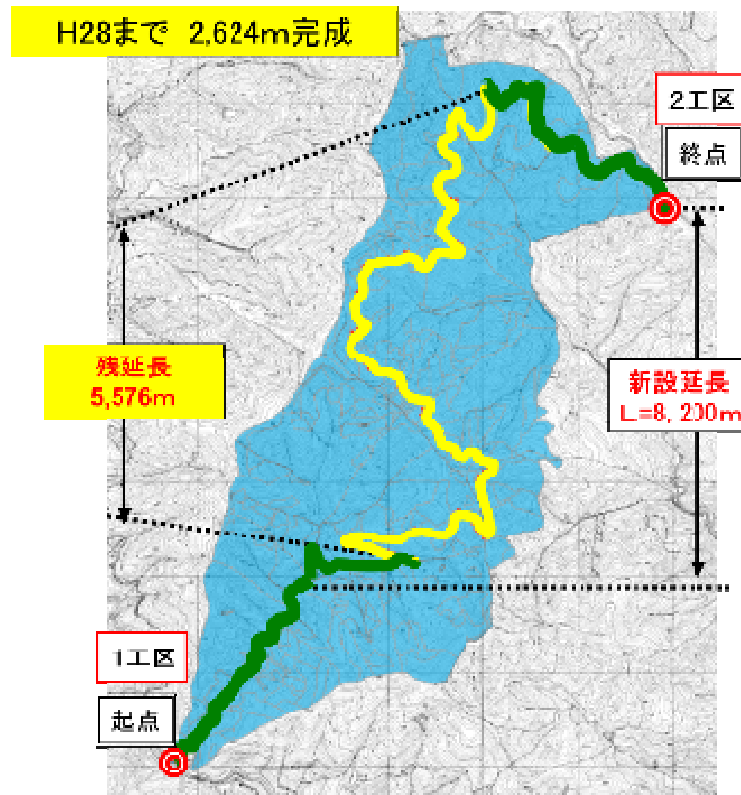 H28まで 2,624m完成
2工区
終点
残延長
5,576m
新設延長
L=8,200m
1工区
起点